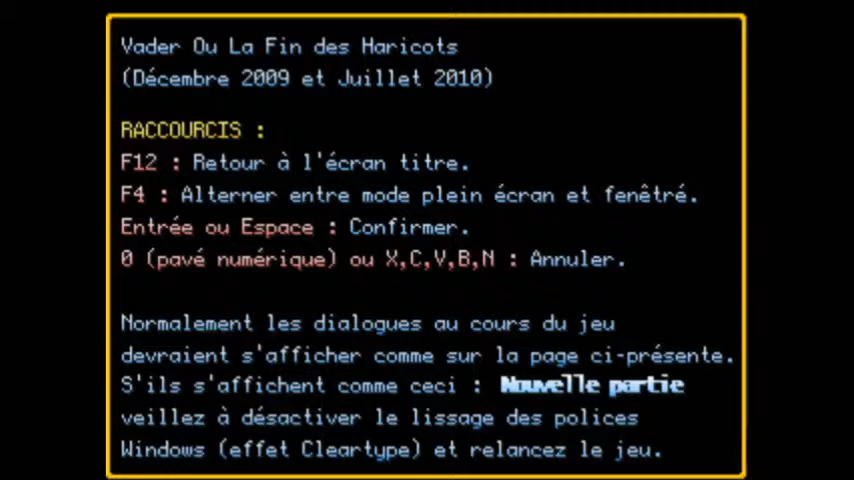 Vader Ou La Fin des Haricots
(Décembre 2009 et Juillet 2010)
RACCOURCIS :
F12 : Retour à l'écran titre.
F4 : Alterner entre mode plein écran et fenêtré.
Entrée ou Espace : Confirmer.
0 (pavé numérique) ou X,C,V,B,N : Annuler.
Normalement les dialogues au cours du jeu
devraient s'afficher comme sur la page ci-présente.
S'ils s'affichent comme ceci : Nouvelle partie
veillez à désactiver le lissage des polices
Windows (effet Cleartype) et relancez le jeu.